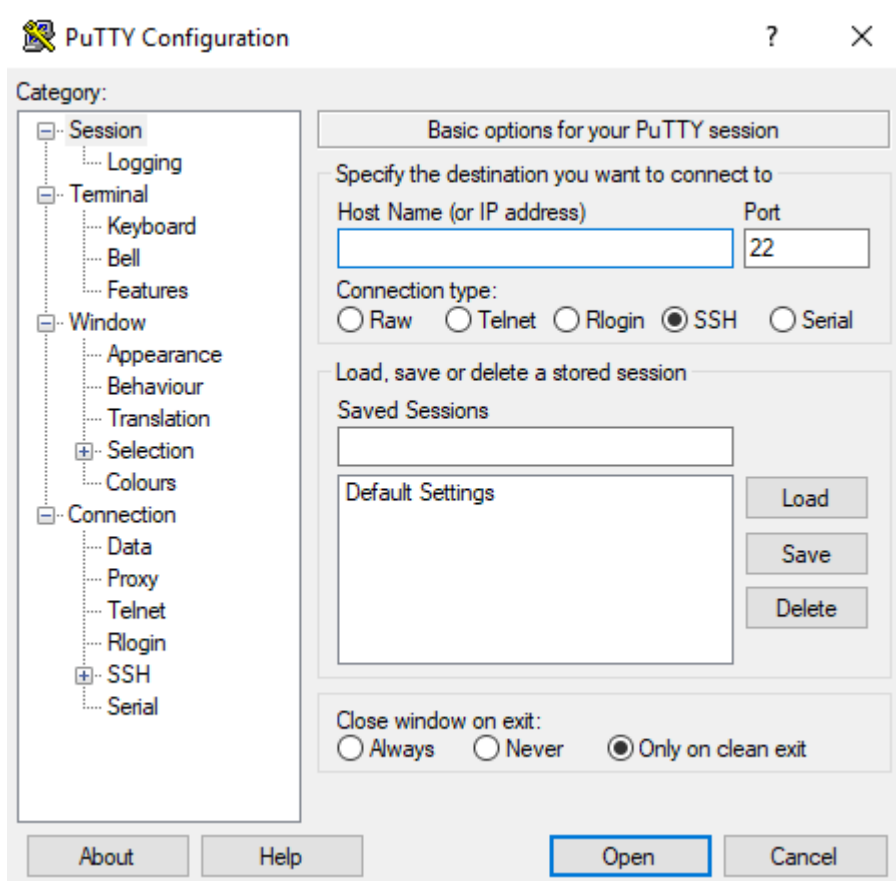 PuTTY Configuration
?
Category:
Session
Logging
Terminal
Keyboard
Bell
Features
Window
Appearance
Behaviour
Translation
Selection
Colours
Connection
Data
Proxy
Telnet
Rlogin
SSH
Serial
Basic options for your PuTTY session
Specify the destination you want to connect to
Host Name (or IP address) Port
22
Connection type:
Raw Telnet Rlogin SSH Serial
Load, save or delete a stored session
Saved Sessions
Default Settings
Load
Save
Delete
Close window on exit:
Always Never Only on clean exit
About Help Open Cancel